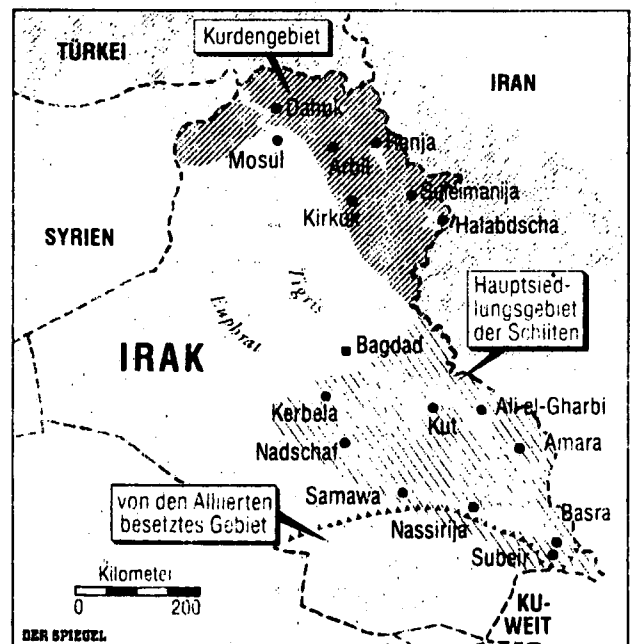 TÜRKEI
Kurdengebiet
IRAN
Dahuk
Mosul
Arbil
Ranja
Suleimanija
Kirkuk
Halabdscha
SYRIEN
Tigris
Euphrat
Hauptsied-
lungsgebiet
der Schiiten
IRAK
Bagdad
Kerbela
Kut
Ali el-Gharbi
Nadschaf
Amara
Samawa
von den Alliierten
besetztes Gebiet
Nassirija
Basra
Subeir
Kilometer
0 200
KU-
WEIT
DER SPIEGEL